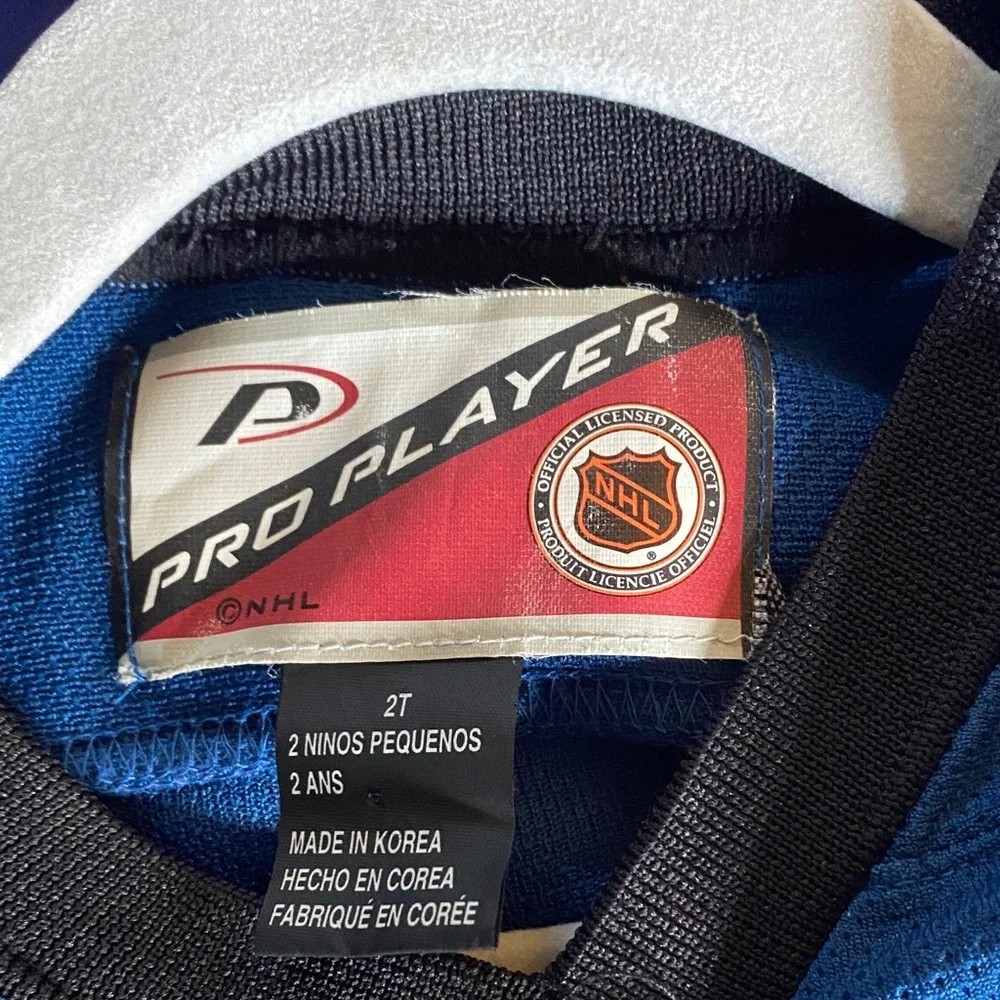 PRO PLAYER
OFFICIAL LICENSED PRODUCT
NHL
®
PRODUIT LICENCIE OFFICIEL
©NHL
2T
2 NINOS PEQUENOS
2 ANS
MADE IN KOREA
HECHO EN COREA
FABRIQUÉ EN CORÉE